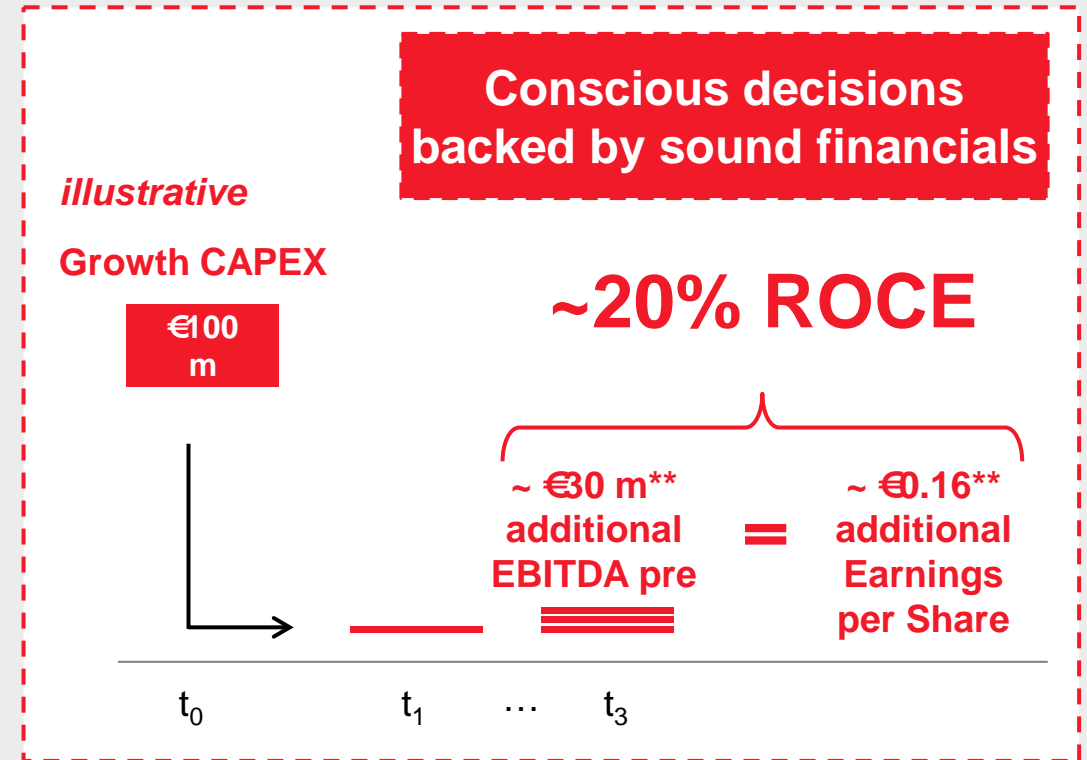 Conscious decisions
backed by sound financials
illustrative
Growth CAPEX
€100
m
~20% ROCE
~ €30 m**
additional
EBITDA pre
=
~ €0.16**
additional
Earnings
per Share
t0
t1
...
t3